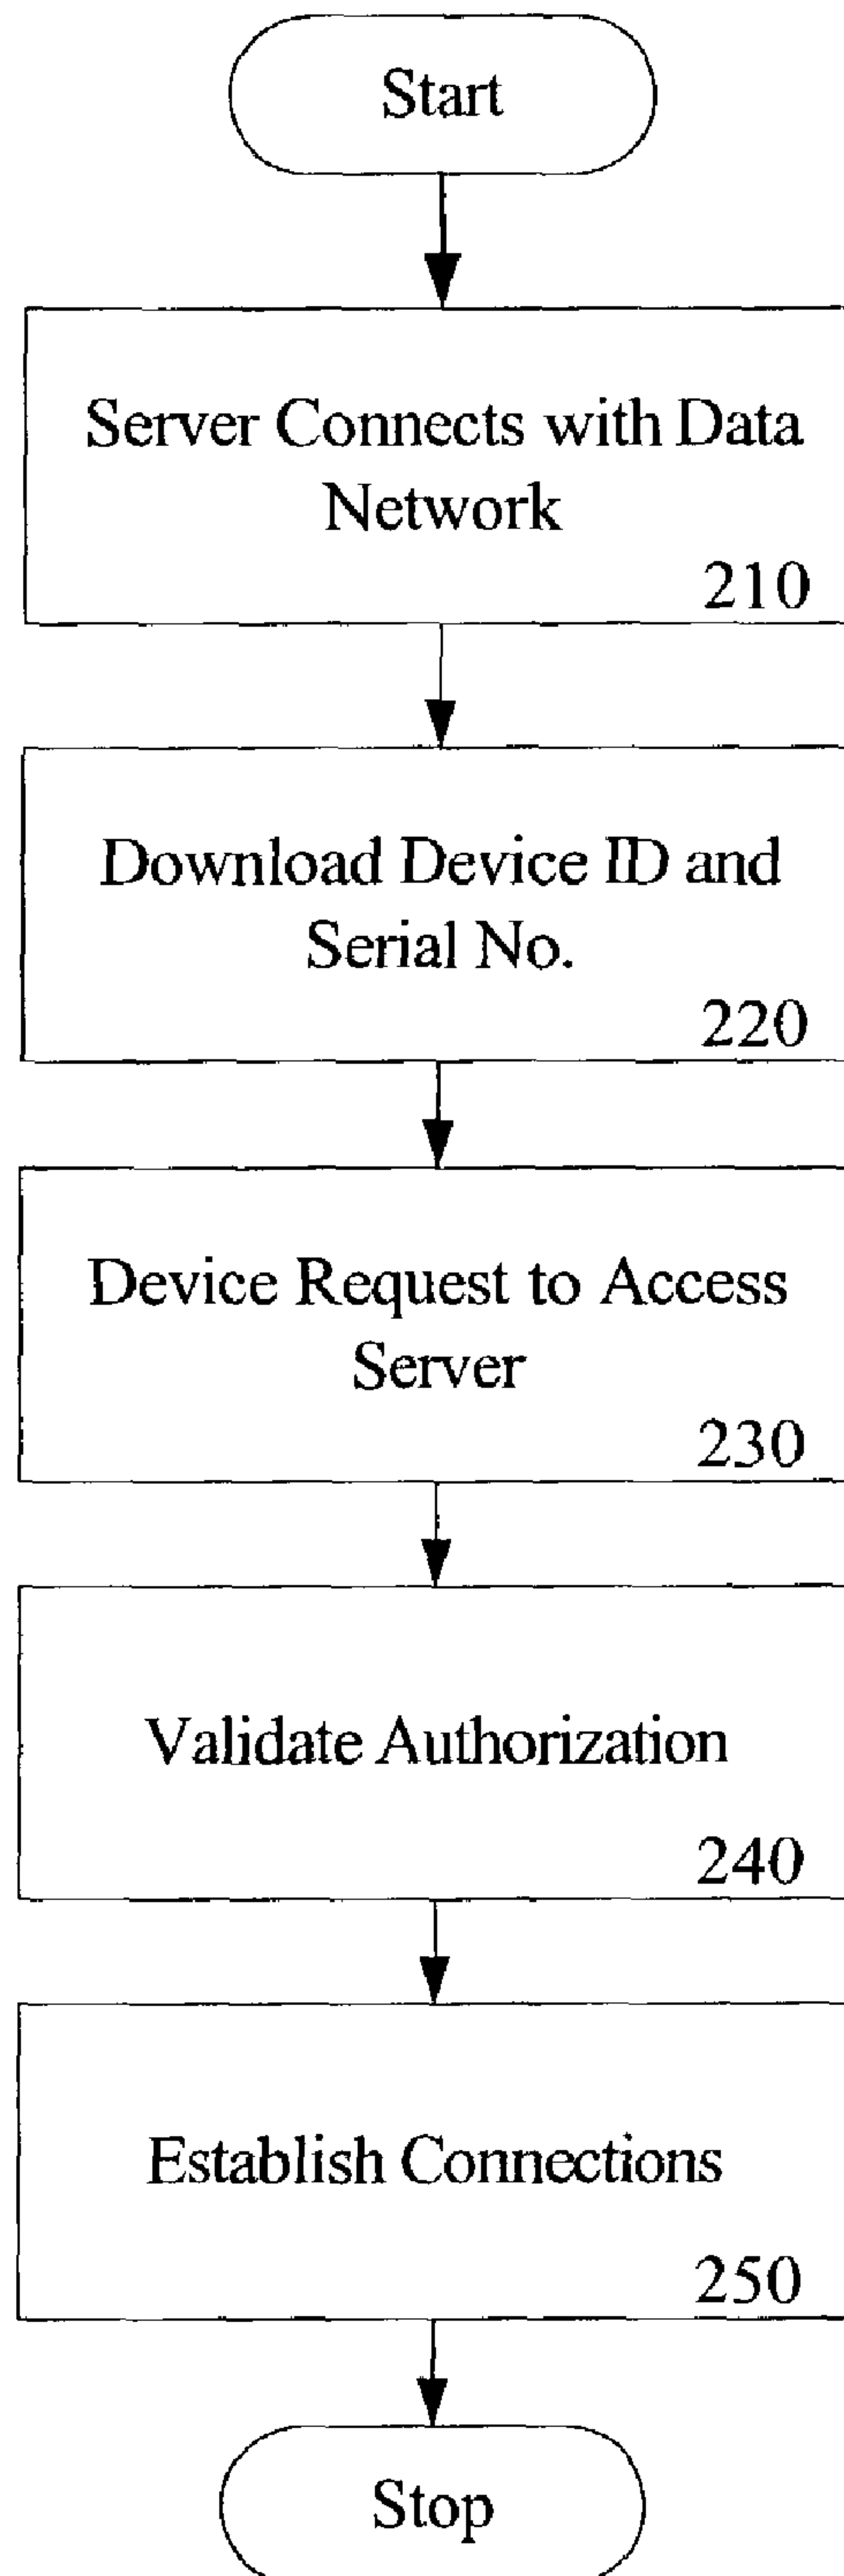 Start
Server Connects with Data
Network
210
Download Device ID and
Serial No.
220
Device Request to Access
Server
230
Validate Authorization
240
Establish Connections
250
Stop